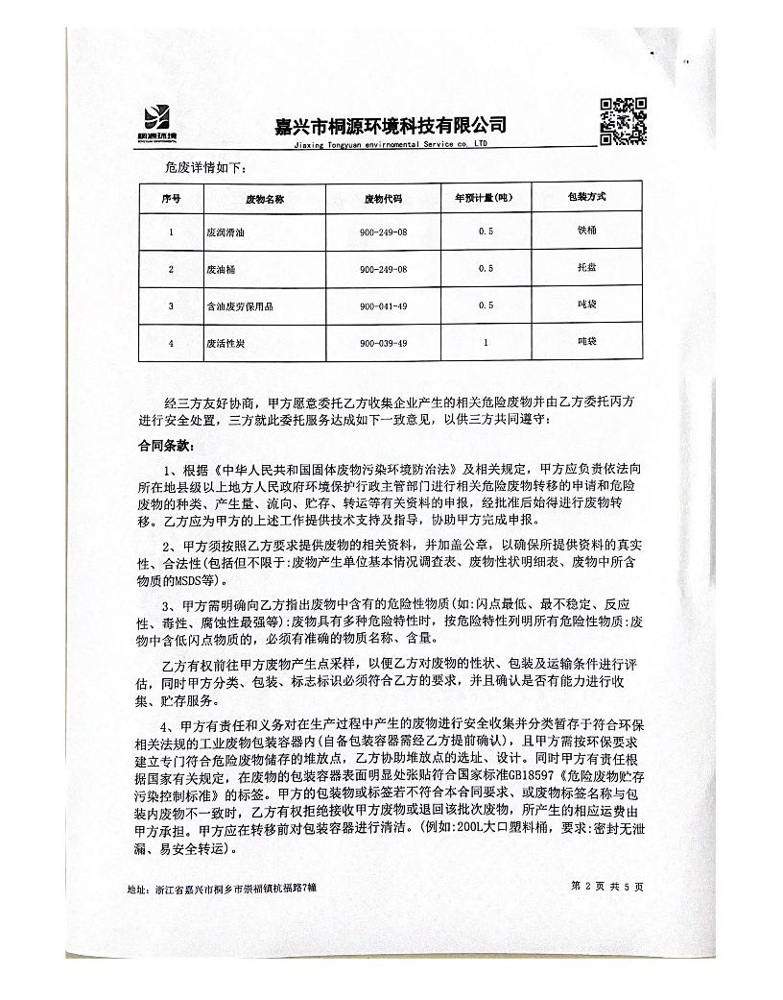 桐源环境
嘉兴市桐源环境科技有限公司
Jiaxing Tongyuan envirnomental Service co. LTD
危废详情如下:
序号 废物名称 废物代码 年预计量(吨) 包装方式
1 废润滑油 900-249-08 0.5 铁桶
2 废油桶 900-249-08 0.5 托盘
3 含油废劳保用品 900-041-49 0.5 吨袋
4 废活性炭 900-039-49 1 吨袋
经三方友好协商，甲方愿意委托乙方收集企业产生的相关危险废物并由乙方委托丙方
进行安全处置，三方就此委托服务达成如下一致意见，以供三方共同遵守:
合同条款:
1、根据《中华人民共和国固体废物污染环境防治法》及相关规定，甲方应负责依法向
所在地县级以上地方人民政府环境保护行政主管部门进行相关危险废物转移的申请和危险
废物的种类、产生量、流向、贮存、转运等有关资料的申报，经批准后始得进行废物转
移。乙方应为甲方的上述工作提供技术支持及指导，协助甲方完成申报。
2、甲方须按照乙方要求提供废物的相关资料，并加盖公章，以确保所提供资料的真实
性、合法性(包括但不限于:废物产生单位基本情况调查表、废物性状明细表、废物中所含
物质的MSDS等)。
3、甲方需明确向乙方指出废物中含有的危险性物质(如:闪点最低、最不稳定、反应
性、毒性、腐蚀性最强等):废物具有多种危险特性时，按危险特性列明所有危险性物质:废
物中含低闪点物质的，必须有准确的物质名称、含量。
乙方有权前往甲方废物产生点采样，以便乙方对废物的性状、包装及运输条件进行评
估，同时甲方分类、包装、标志标识必须符合乙方的要求，并且确认是否有能力进行收
集、贮存服务。
4、甲方有责任和义务对在生产过程中产生的废物进行安全收集并分类暂存于符合环保
相关法规的工业废物包装容器内(自备包装容器需经乙方提前确认)，且甲方需按环保要求
建立专门符合危险废物储存的堆放点，乙方协助堆放点的选址、设计。同时甲方有责任根
据国家有关规定，在废物的包装容器表面明显处张贴符合国家标准GB18597《危险废物贮存
污染控制标准》的标签。甲方的包装物或标签若不符合本合同要求、或废物标签名称与包
装内废物不一致时，乙方有权拒绝接收甲方废物或退回该批次废物，所产生的相应运费由
甲方承担。甲方应在转移前对包装容器进行清洁。(例如:200L大口塑料桶，要求:密封无泄
漏、易安全转运)。
地址: 浙江省嘉兴市桐乡市崇福镇杭福路7幢
第 2 页 共 5 页